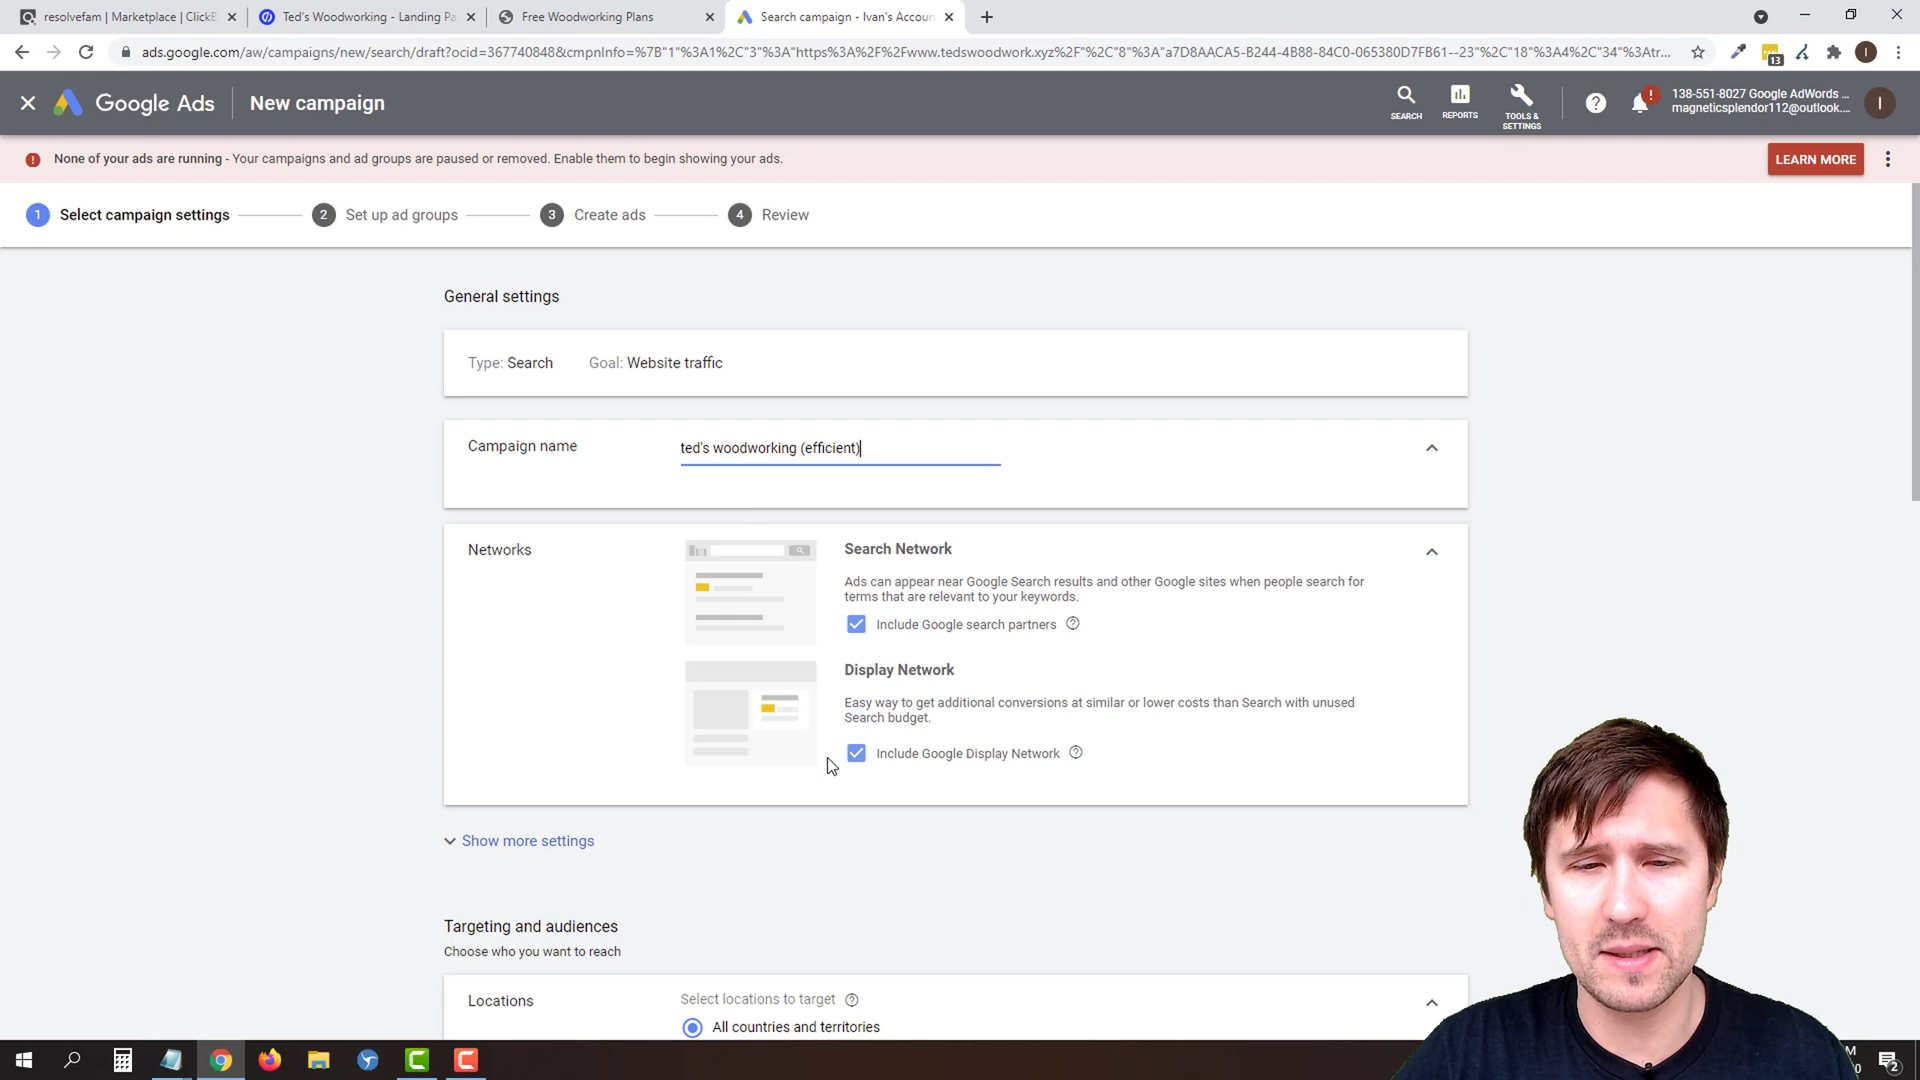 resolvefam | Marketplace | ClickB
Ted's Woodworking - Landing Pa
Free Woodworking Plans
Search campaign - Ivan's Accoun
ads.google.com/aw/campaigns/new/search/draft?ocid=367740848&cmpnInfo=%7B"1"%3A1%2C"3"%3A"https%3A%2F%2Fwww.tedswoodwork.xyz%2F"%2C"8"%3A"a7D8AACA5-B244-4B88-84C0-065380D7FB61--23"%2C"18"%3A4%2C"34"%3Atr...
13
I
Google Ads
New campaign
SEARCH
REPORTS
TOOLS &
SETTINGS
138-551-8027 Google AdWords ...
magneticsplendor112@outlook....
I
None of your ads are running - Your campaigns and ad groups are paused or removed. Enable them to begin showing your ads.
LEARN MORE
1 Select campaign settings
2 Set up ad groups
3 Create ads
4 Review
General settings
Type: Search Goal: Website traffic
Campaign name
ted's woodworking (efficient)
Networks
Search Network
Ads can appear near Google Search results and other Google sites when people search for
terms that are relevant to your keywords.
Include Google search partners
Display Network
Easy way to get additional conversions at similar or lower costs than Search with unused
Search budget.
Include Google Display Network
Show more settings
Targeting and audiences
Choose who you want to reach
Locations
Select locations to target
All countries and territories
M
0
2